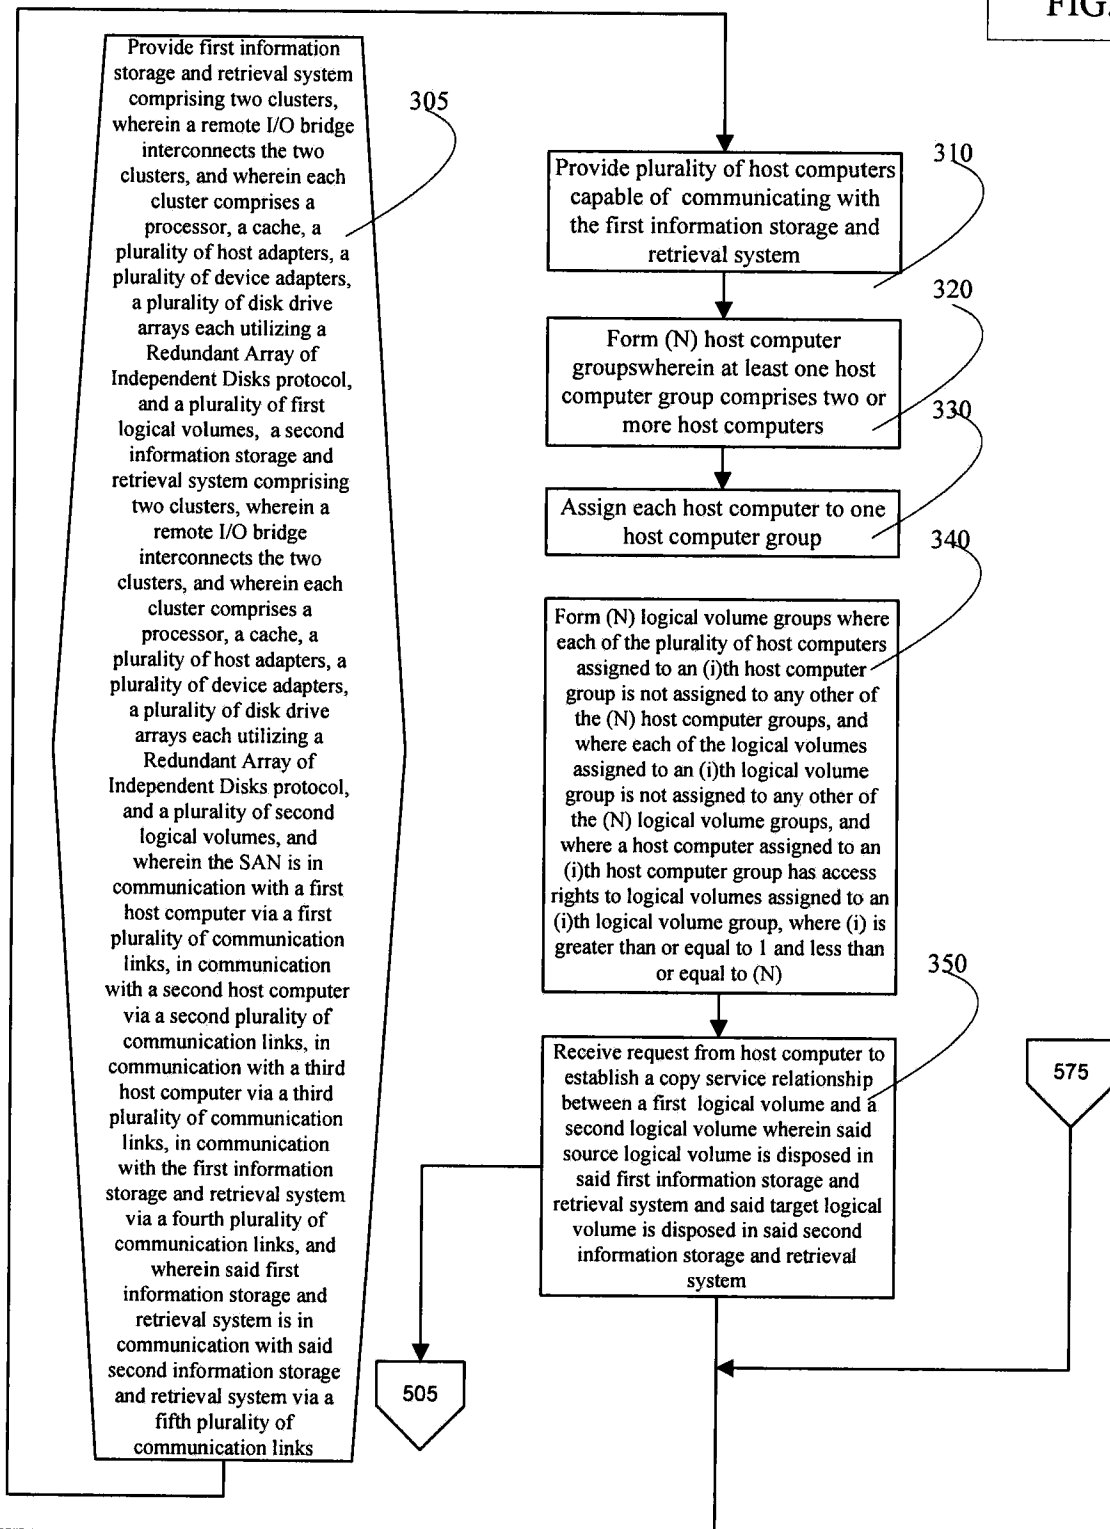 FIG.
Provide first information
storage and retrieval system
comprising two clusters,
wherein a remote I/O bridge
interconnects the two
clusters, and wherein each
cluster comprises a
processor, a cache, a
plurality of host adapters, a
plurality of device adapters,
a plurality of disk drive
arrays each utilizing a
Redundant Array of
Independent Disks protocol,
and a plurality of first
logical volumes, a second
information storage and
retrieval system comprising
two clusters, wherein a
remote I/O bridge
interconnects the two
clusters, and wherein each
cluster comprises a
processor, a cache, a
plurality of host adapters, a
plurality of device adapters,
a plurality of disk drive
arrays each utilizing a
Redundant Array of
Independent Disks protocol,
and a plurality of second
logical volumes, and
wherein the SAN is in
communication with a first
host computer via a first
plurality of communication
links, in communication
with a second host computer
via a second plurality of
communication links, in
communication with a third
host computer via a third
plurality of communication
links, in communication
with the first information
storage and retrieval system
via a fourth plurality of
communication links, and
wherein said first
information storage and
retrieval system is in
communication with said
second information storage
and retrieval system via a
fifth plurality of
communication links
305
Provide plurality of host computers
capable of communicating with
the first information storage and
retrieval system
310
Form (N) host computer
groupswherein at least one host
computer group comprises two or
more host computers
320
Assign each host computer to one
host computer group
330
Form (N) logical volume groups where
each of the plurality of host computers
assigned to an (i)th host computer
group is not assigned to any other of
the (N) host computer groups, and
where each of the logical volumes
assigned to an (i)th logical volume
group is not assigned to any other of
the (N) logical volume groups, and
where a host computer assigned to an
(i)th host computer group has access
rights to logical volumes assigned to an
(i)th logical volume group, where (i) is
greater than or equal to 1 and less than
or equal to (N)
340
Receive request from host computer to
establish a copy service relationship
between a first logical volume and a
second logical volume wherein said
source logical volume is disposed in
said first information storage and
retrieval system and said target logical
volume is disposed in said second
information storage and retrieval
system
350
575
505